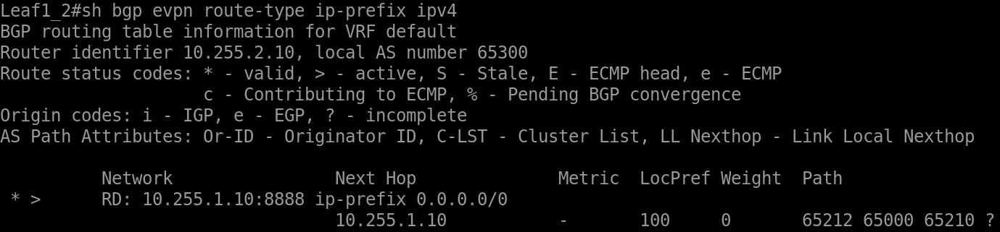 Leaf1_2#sh bgp evpn route-type ip-prefix ipv4
BGP routing table information for VRF default
Router identifier 10.255.2.10, local AS number 65300
Route status codes: * - valid, > - active, S - Stale, E - ECMP head, e - ECMP
                    c - Contributing to ECMP, % - Pending BGP convergence
Origin codes: i - IGP, e - EGP, ? - incomplete
AS Path Attributes: Or-ID - Originator ID, C-LST - Cluster List, LL Nexthop - Link Local Nexthop

          Network                Next Hop              Metric  LocPref Weight  Path
 * >      RD: 10.255.1.10:8888 ip-prefix 0.0.0.0/0
                                 10.255.1.10           -       100     0       65212 65000 65210 ?